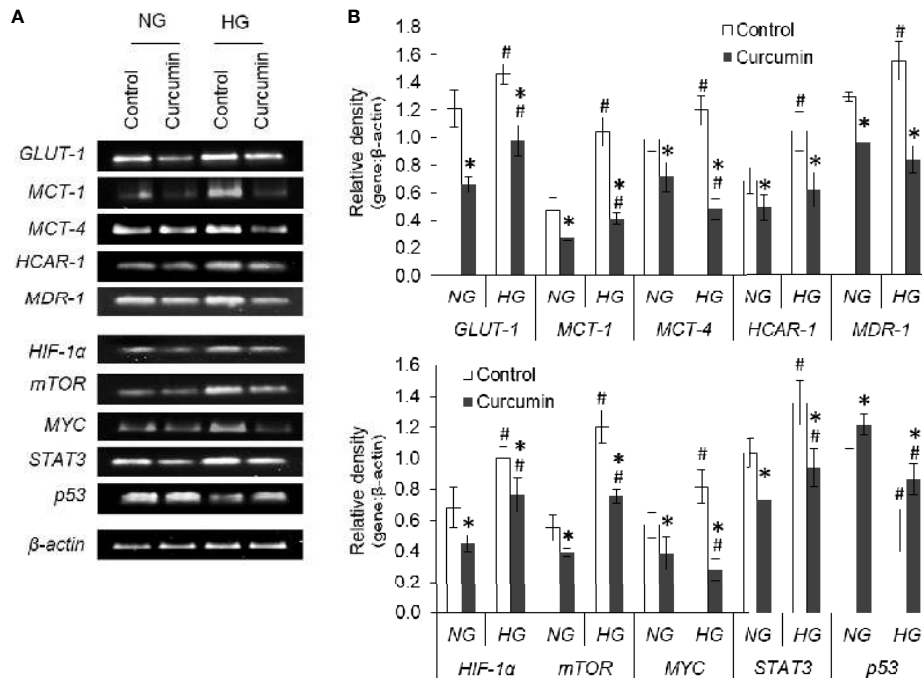 A
NG HG
Control Curcumin Control Curcumin
GLUT-1
MCT-1
MCT-4
HCAR-1
MDR-1
HIF-1α
mTOR
MYC
STAT3
p53
β-actin
B
Relative density
(gene:β-actin)
1.8
1.6
1.4
1.2
1.0
0.8
0.6
0.4
0.2
0.0
Control
Curcumin
# # # # #
* * # * * # * * # * * * *
NG HG NG HG NG HG NG HG NG HG
GLUT-1 MCT-1 MCT-4 HCAR-1 MDR-1
Relative density
(gene:β-actin)
1.6
1.4
1.2
1.0
0.8
0.6
0.4
0.2
0.0
Control
Curcumin
# # # # #
* * # * * # * * # * * # * * #
NG HG NG HG NG HG NG HG NG HG
HIF-1α mTOR MYC STAT3 p53